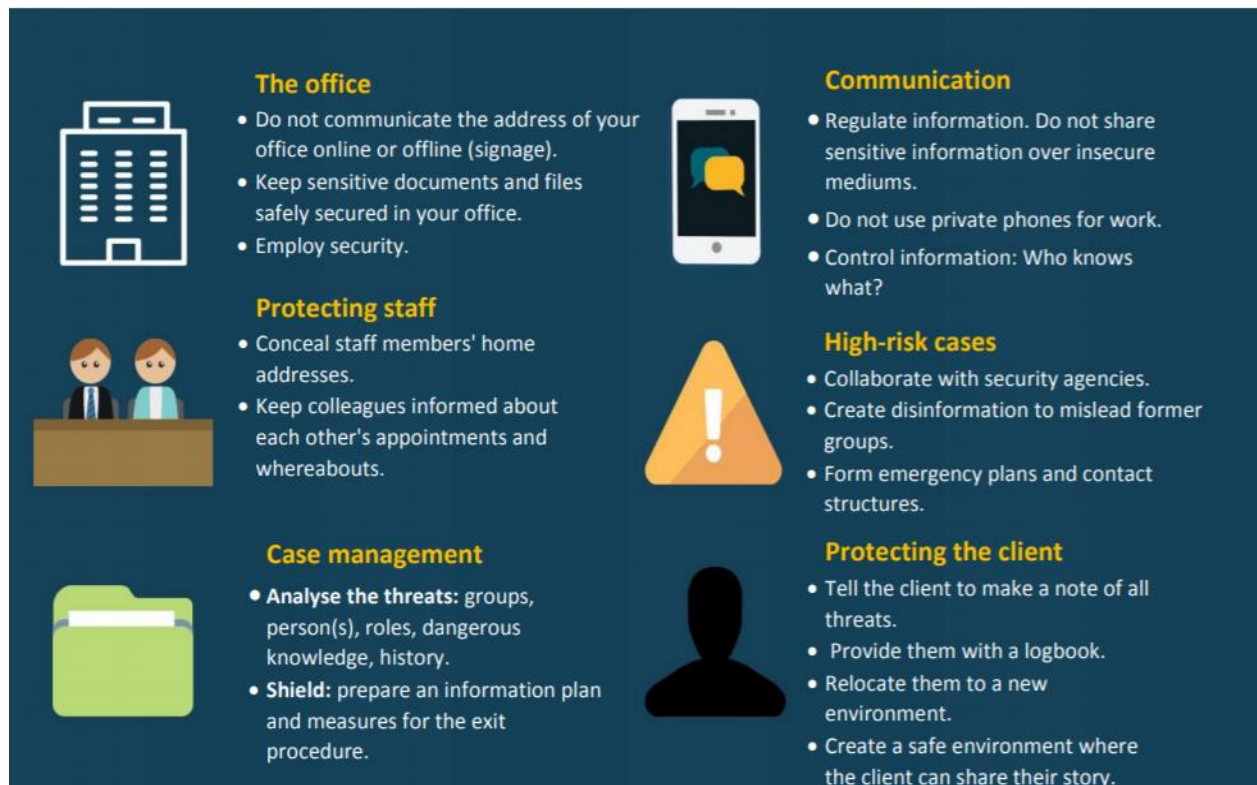 The office
• Do not communicate the address of your
office online or offline (signage).
• Keep sensitive documents and files
safely secured in your office.
• Employ security.
Protecting staff
• Conceal staff members' home
addresses.
• Keep colleagues informed about
each other's appointments and
whereabouts.
Case management
• Analyse the threats: groups,
person(s), roles, dangerous
knowledge, history.
• Shield: prepare an information plan
and measures for the exit
procedure.
Communication
• Regulate information. Do not share
sensitive information over insecure
mediums.
• Do not use private phones for work.
• Control information: Who knows
what?
High-risk cases
• Collaborate with security agencies.
• Create disinformation to mislead former
groups.
• Form emergency plans and contact
structures.
Protecting the client
• Tell the client to make a note of all
threats.
• Provide them with a logbook.
• Relocate them to a new
environment.
• Create a safe environment where
the client can share their story.